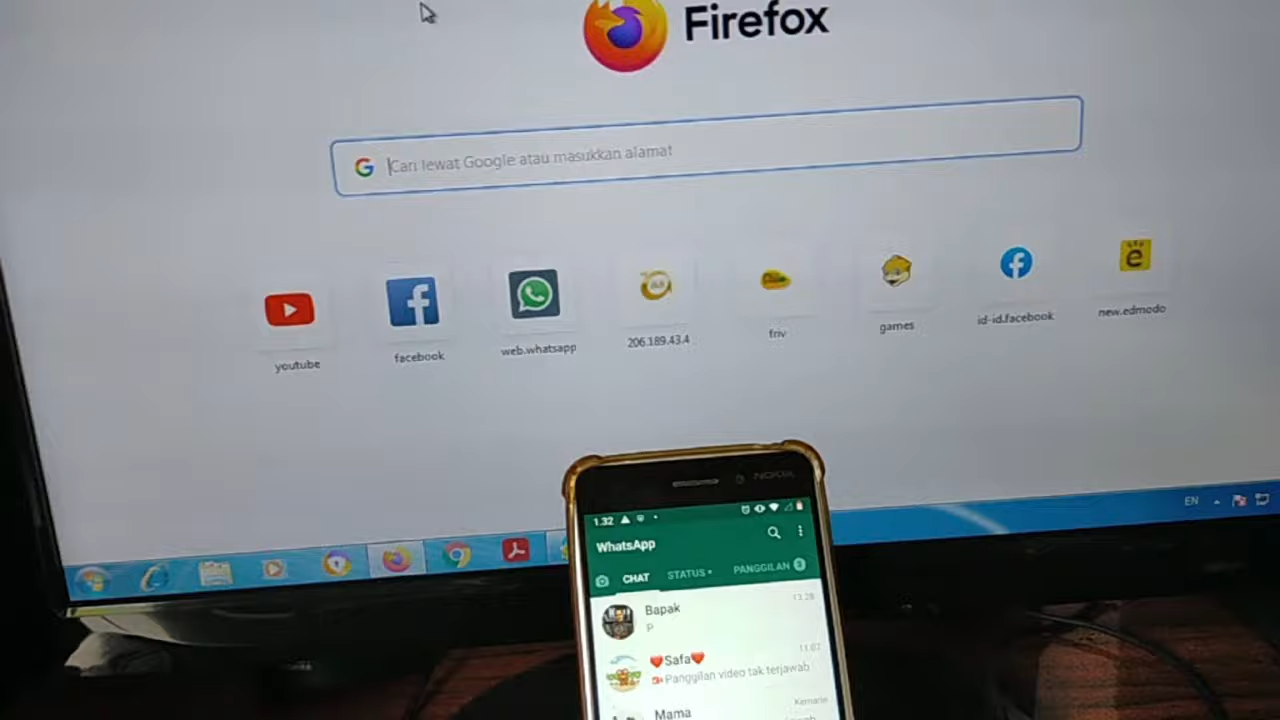 Firefox
Cari lewat Google atau masukkan alamat
youtube
facebook
web.whatsapp
206.189.43.4
friv
games
id-id.facebook
new.edmodo
EN
NOKIA
1.32
WhatsApp
CHAT
STATUS
PANGGILAN 3
Bapak
13.28
P
❤️Safa❤️
11.07
Panggilan video tak terjawab
Mama
Kemarin